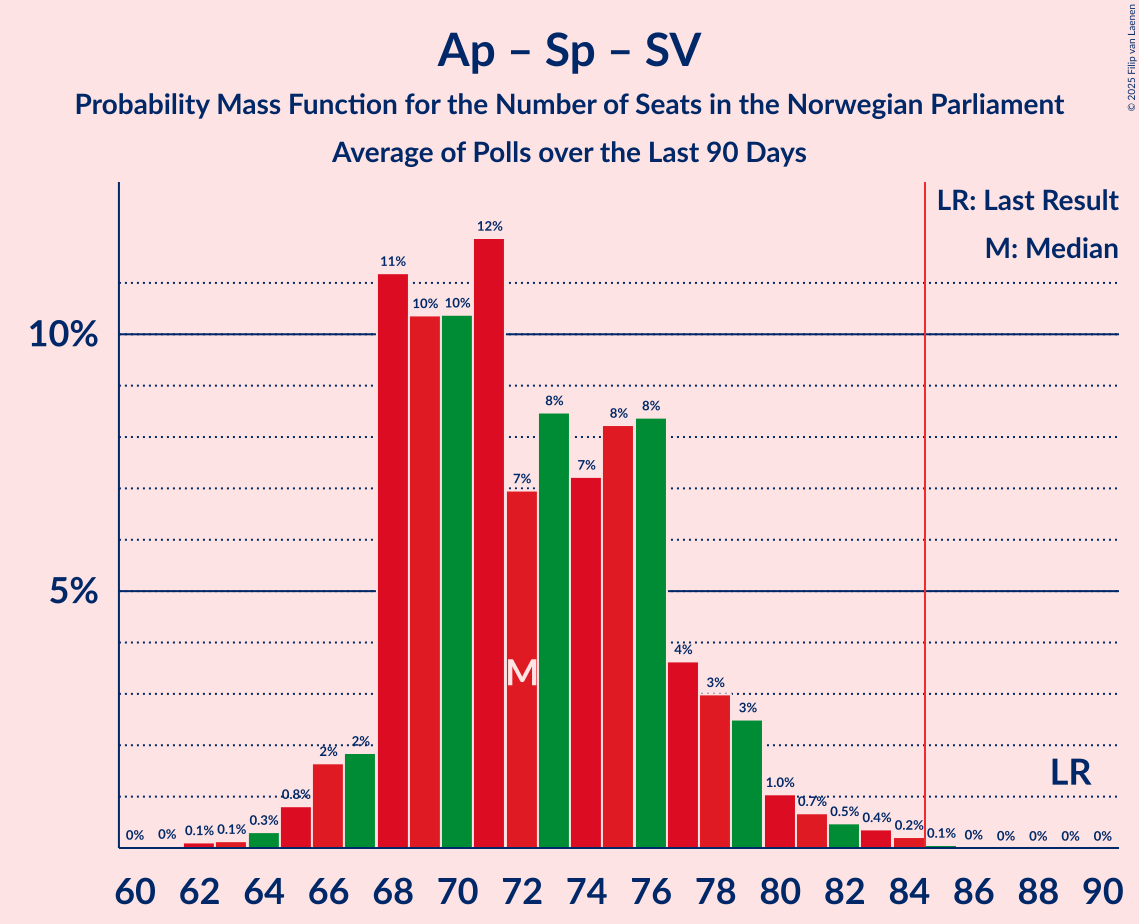 Ap – Sp – SV
Probability Mass Function for the Number of Seats in the Norwegian Parliament
Average of Polls over the Last 90 Days
© 2025 Filip van Laenen
LR: Last Result
M: Median
10%
5%
0% 0% 0.1% 0.1% 0.3% 0.8% 2% 2% 11% 10% 10% 12% 7% 8% 7% 8% 8% 4% 3% 3% 1.0% 0.7% 0.5% 0.4% 0.2% 0.1% 0% 0% 0% 0% 0%
M
LR
60 62 64 66 68 70 72 74 76 78 80 82 84 86 88 90